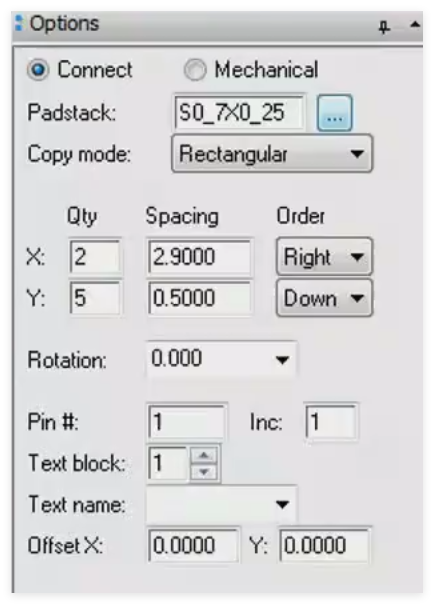 Options
Connect Mechanical
Padstack: S0_7X0_25 ...
Copy mode: Rectangular
Qty Spacing Order
X: 2 2.9000 Right
Y: 5 0.5000 Down
Rotation: 0.000
Pin #: 1 Inc: 1
Text block: 1
Text name:
Offset X: 0.0000 Y: 0.0000